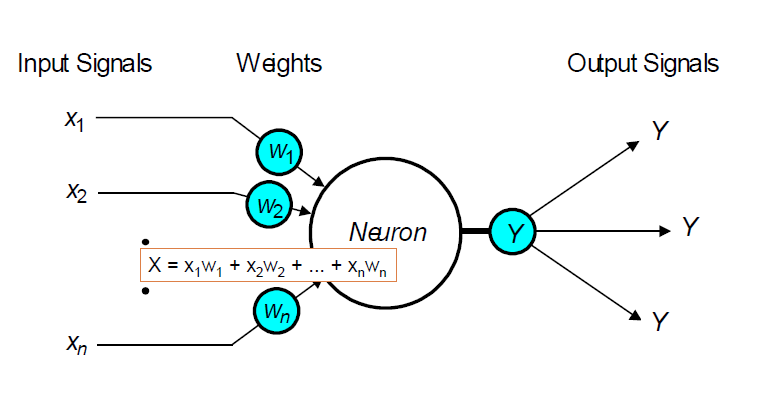 Input Signals Weights Output Signals
x1
w1
Y
x2
w2
Neuron
Y
Y
X = x1w1 + x2w2 + ... + xnwn
wn
Y
xn